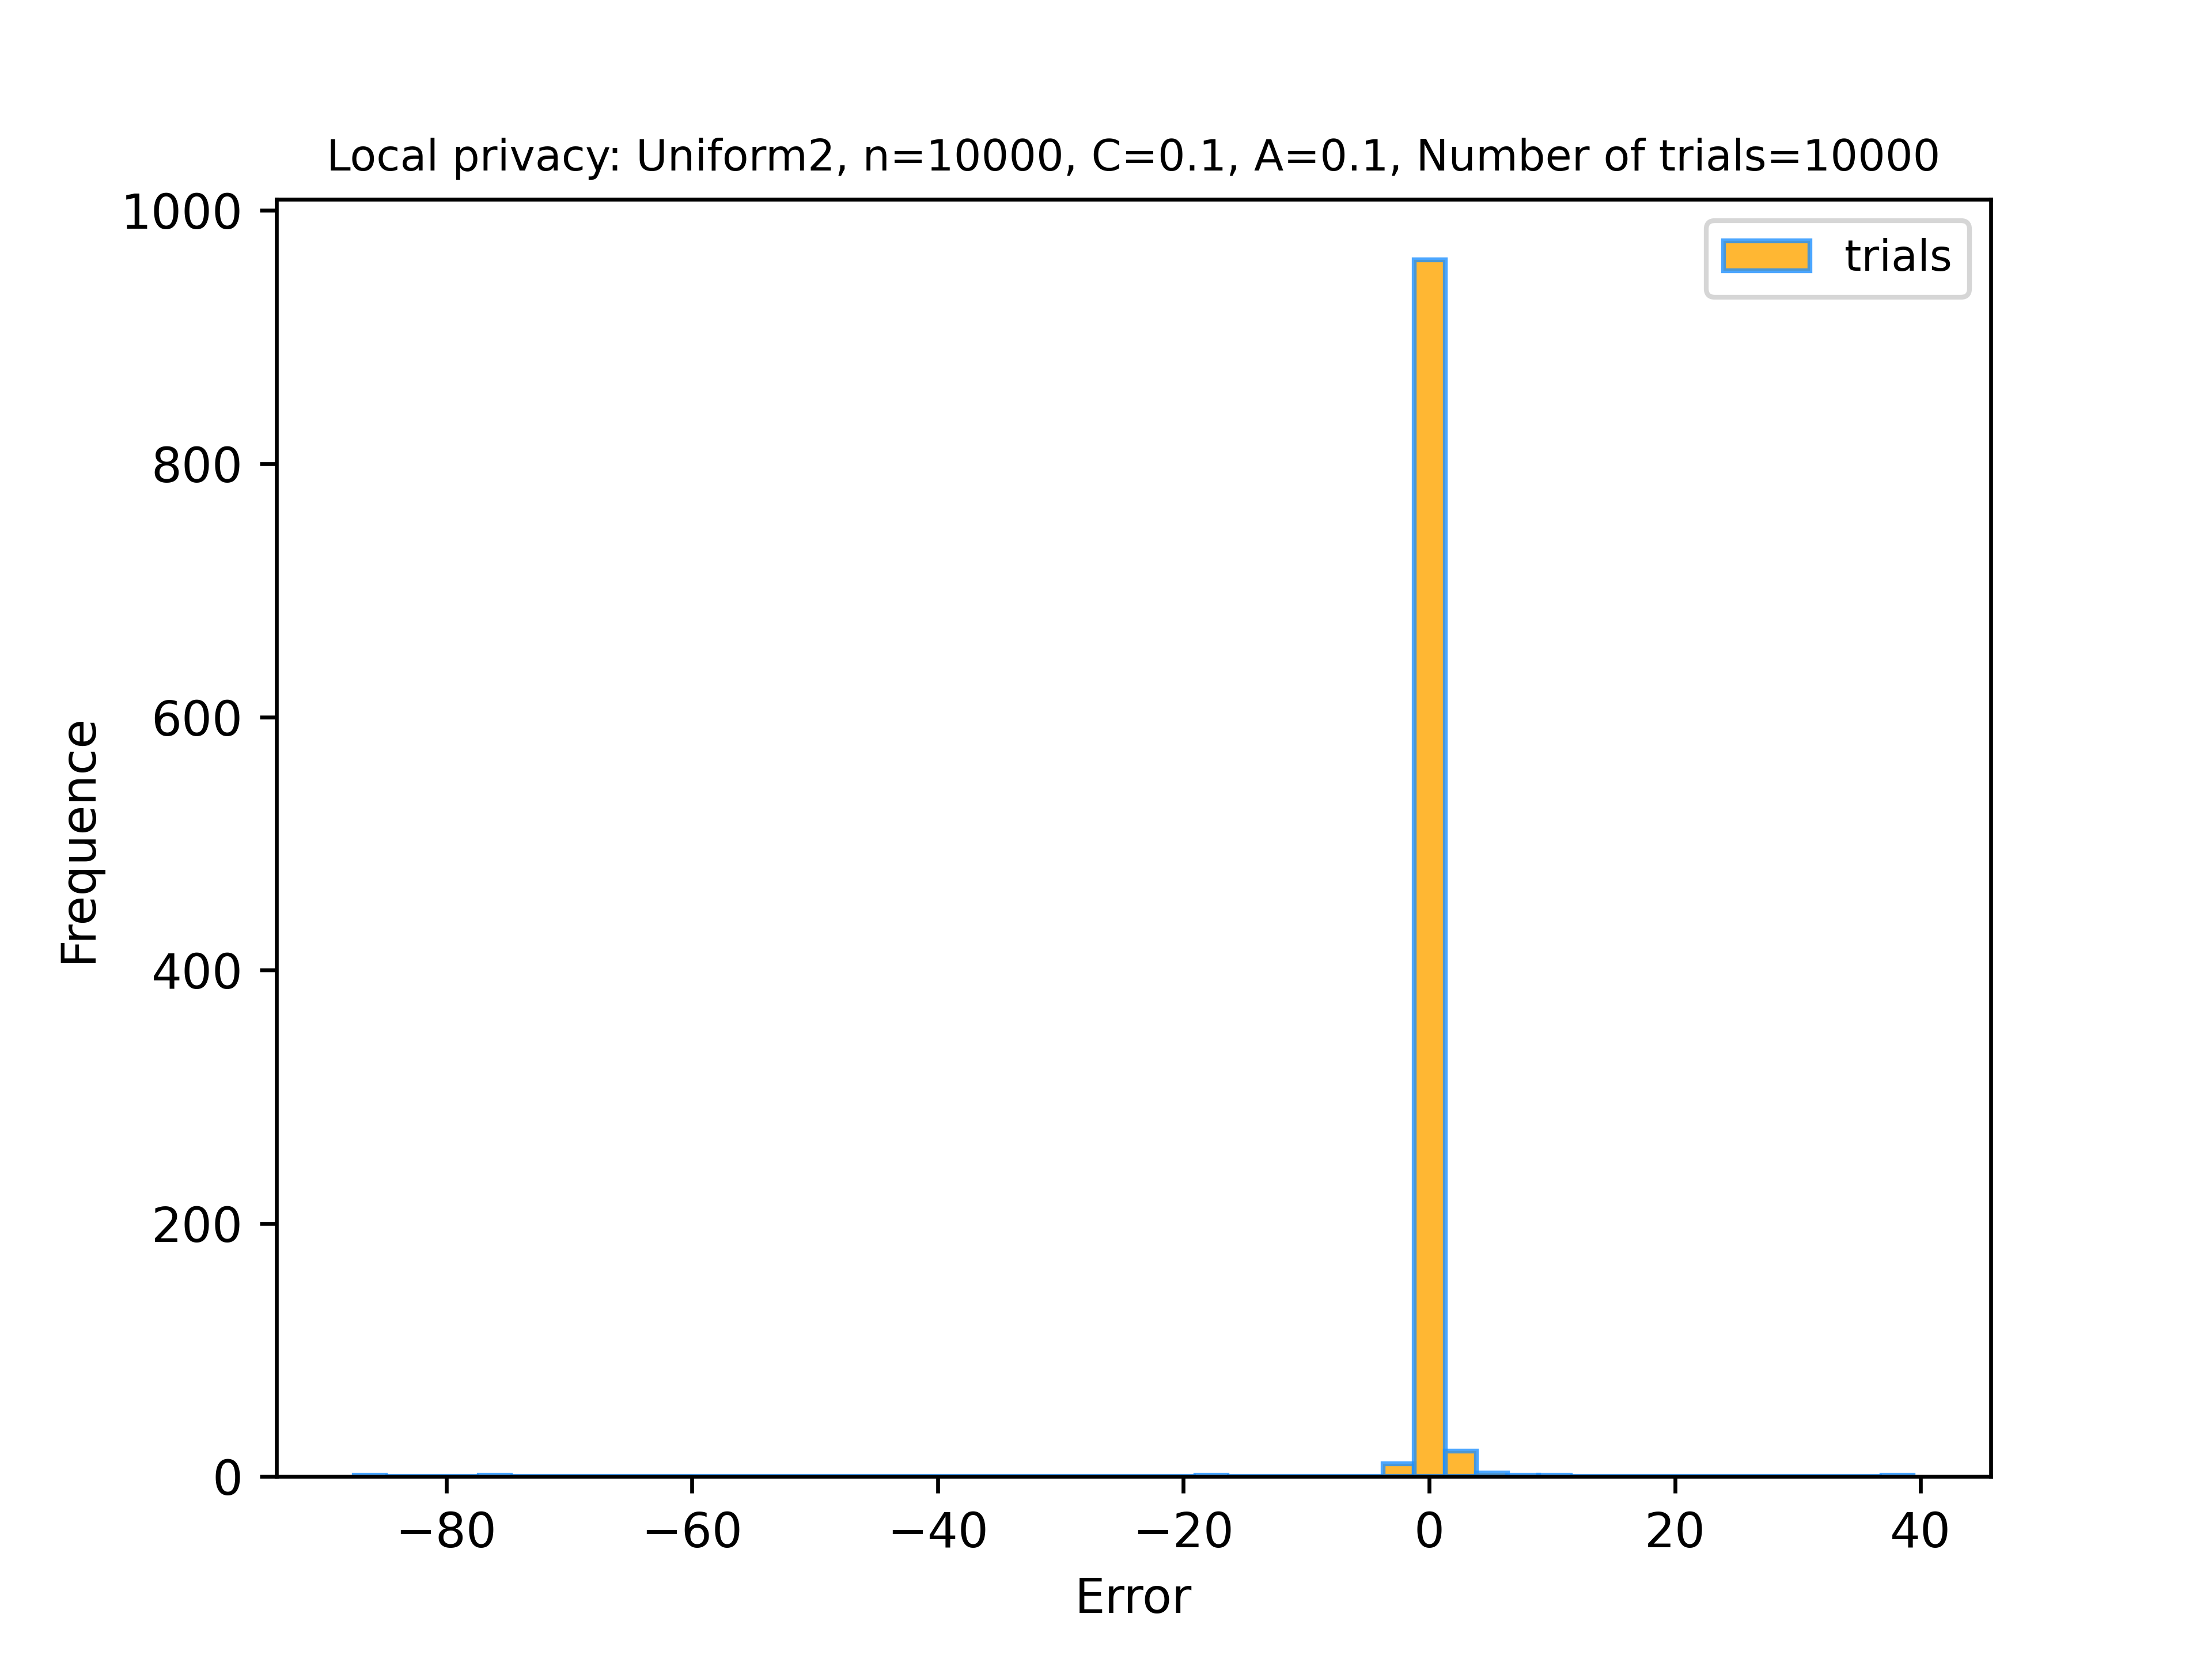 Local privacy: Uniform2, n=10000, C=0.1, A=0.1, Number of trials=10000
trials
1000
800
600
400
200
0
Frequence
−80 −60 −40 −20 0 20 40
Error